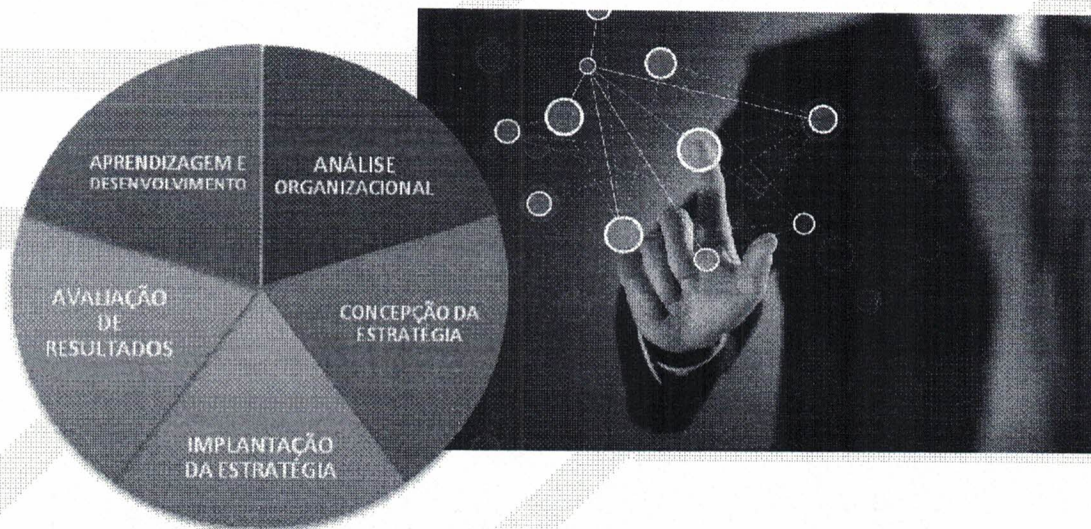 APRENDIZAGEM E
DESENVOLVIMENTO
ANÁLISE
ORGANIZACIONAL
AVALIAÇÃO
DE
RESULTADOS
CONCEPÇÃO DA
ESTRATÉGIA
IMPLANTAÇÃO
DA ESTRATÉGIA